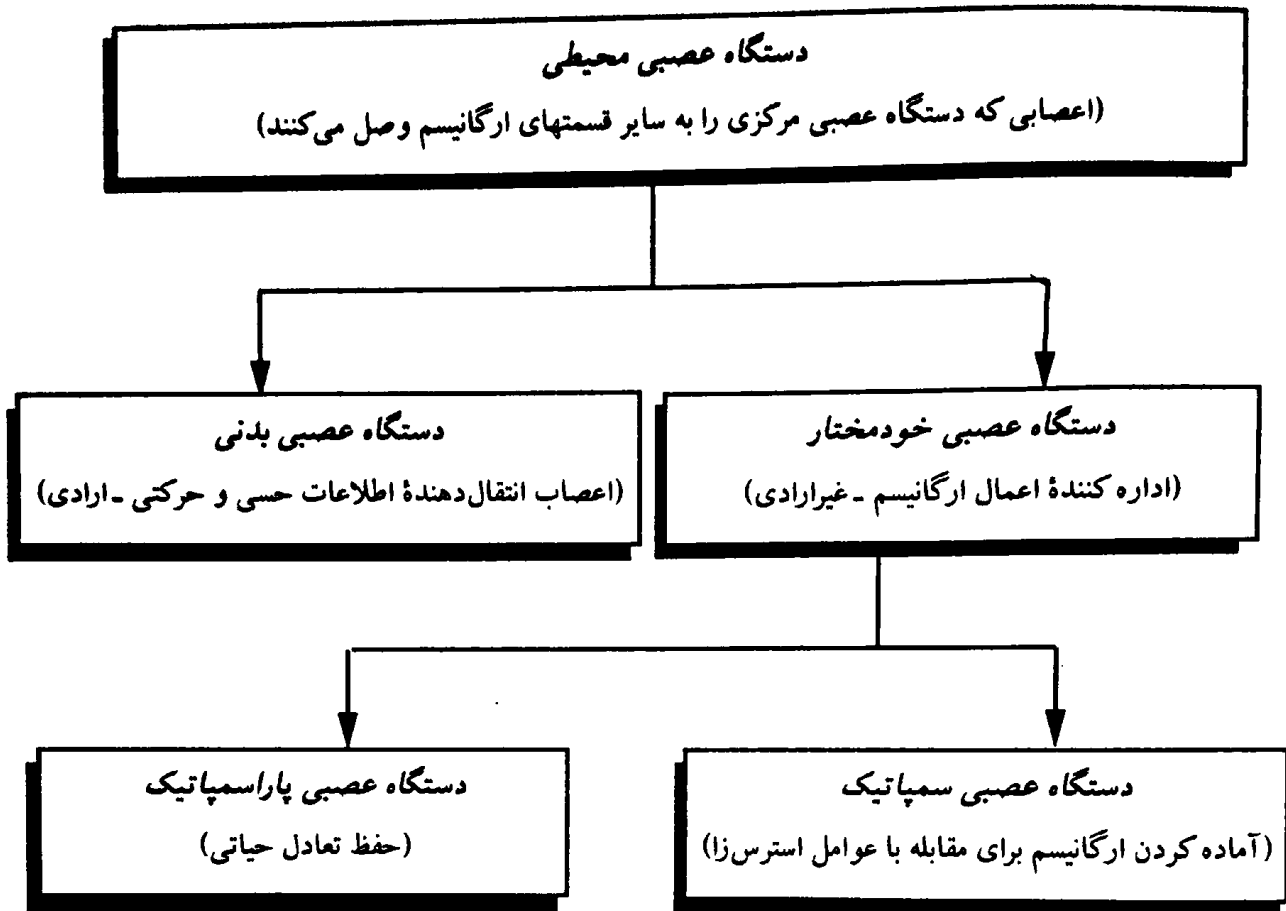 دستگاه عصبی محیطی
(اعصابی که دستگاه عصبی مرکزی را به سایر قسمتهای ارگانیسم وصل می‌کنند)
دستگاه عصبی خودمختار
(اداره کنندهٔ اعمال ارگانیسم - غیرارادی)
دستگاه عصبی بدنی
(اعصاب انتقال‌دهندهٔ اطلاعات حسی و حرکتی - ارادی)
دستگاه عصبی سمپاتیک
(آماده کردن ارگانیسم برای مقابله با عوامل استرس‌زا)
دستگاه عصبی پاراسمپاتیک
(حفظ تعادل حیاتی)